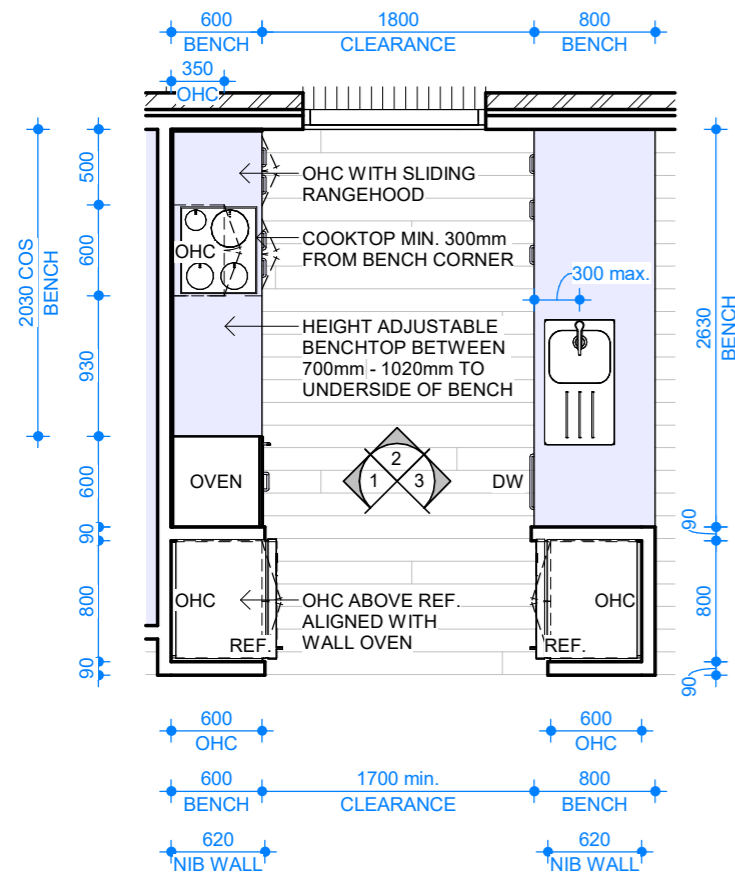 600
1800
800
BENCH
CLEARANCE
BENCH
350
OHC
500
600
930
600
90
800
90
2030 COS
BENCH
OHC WITH SLIDING
RANGEHOOD
OHC
COOKTOP MIN. 300mm
FROM BENCH CORNER
300 max.
HEIGHT ADJUSTABLE
BENCHTOP BETWEEN
700mm - 1020mm TO
UNDERSIDE OF BENCH
2630
BENCH
OVEN
1
2
3
DW
90
800
90
OHC
REF.
OHC ABOVE REF.
ALIGNED WITH
WALL OVEN
OHC
REF.
600
OHC
600
OHC
600
1700 min.
800
BENCH
CLEARANCE
BENCH
620
NIB WALL
620
NIB WALL